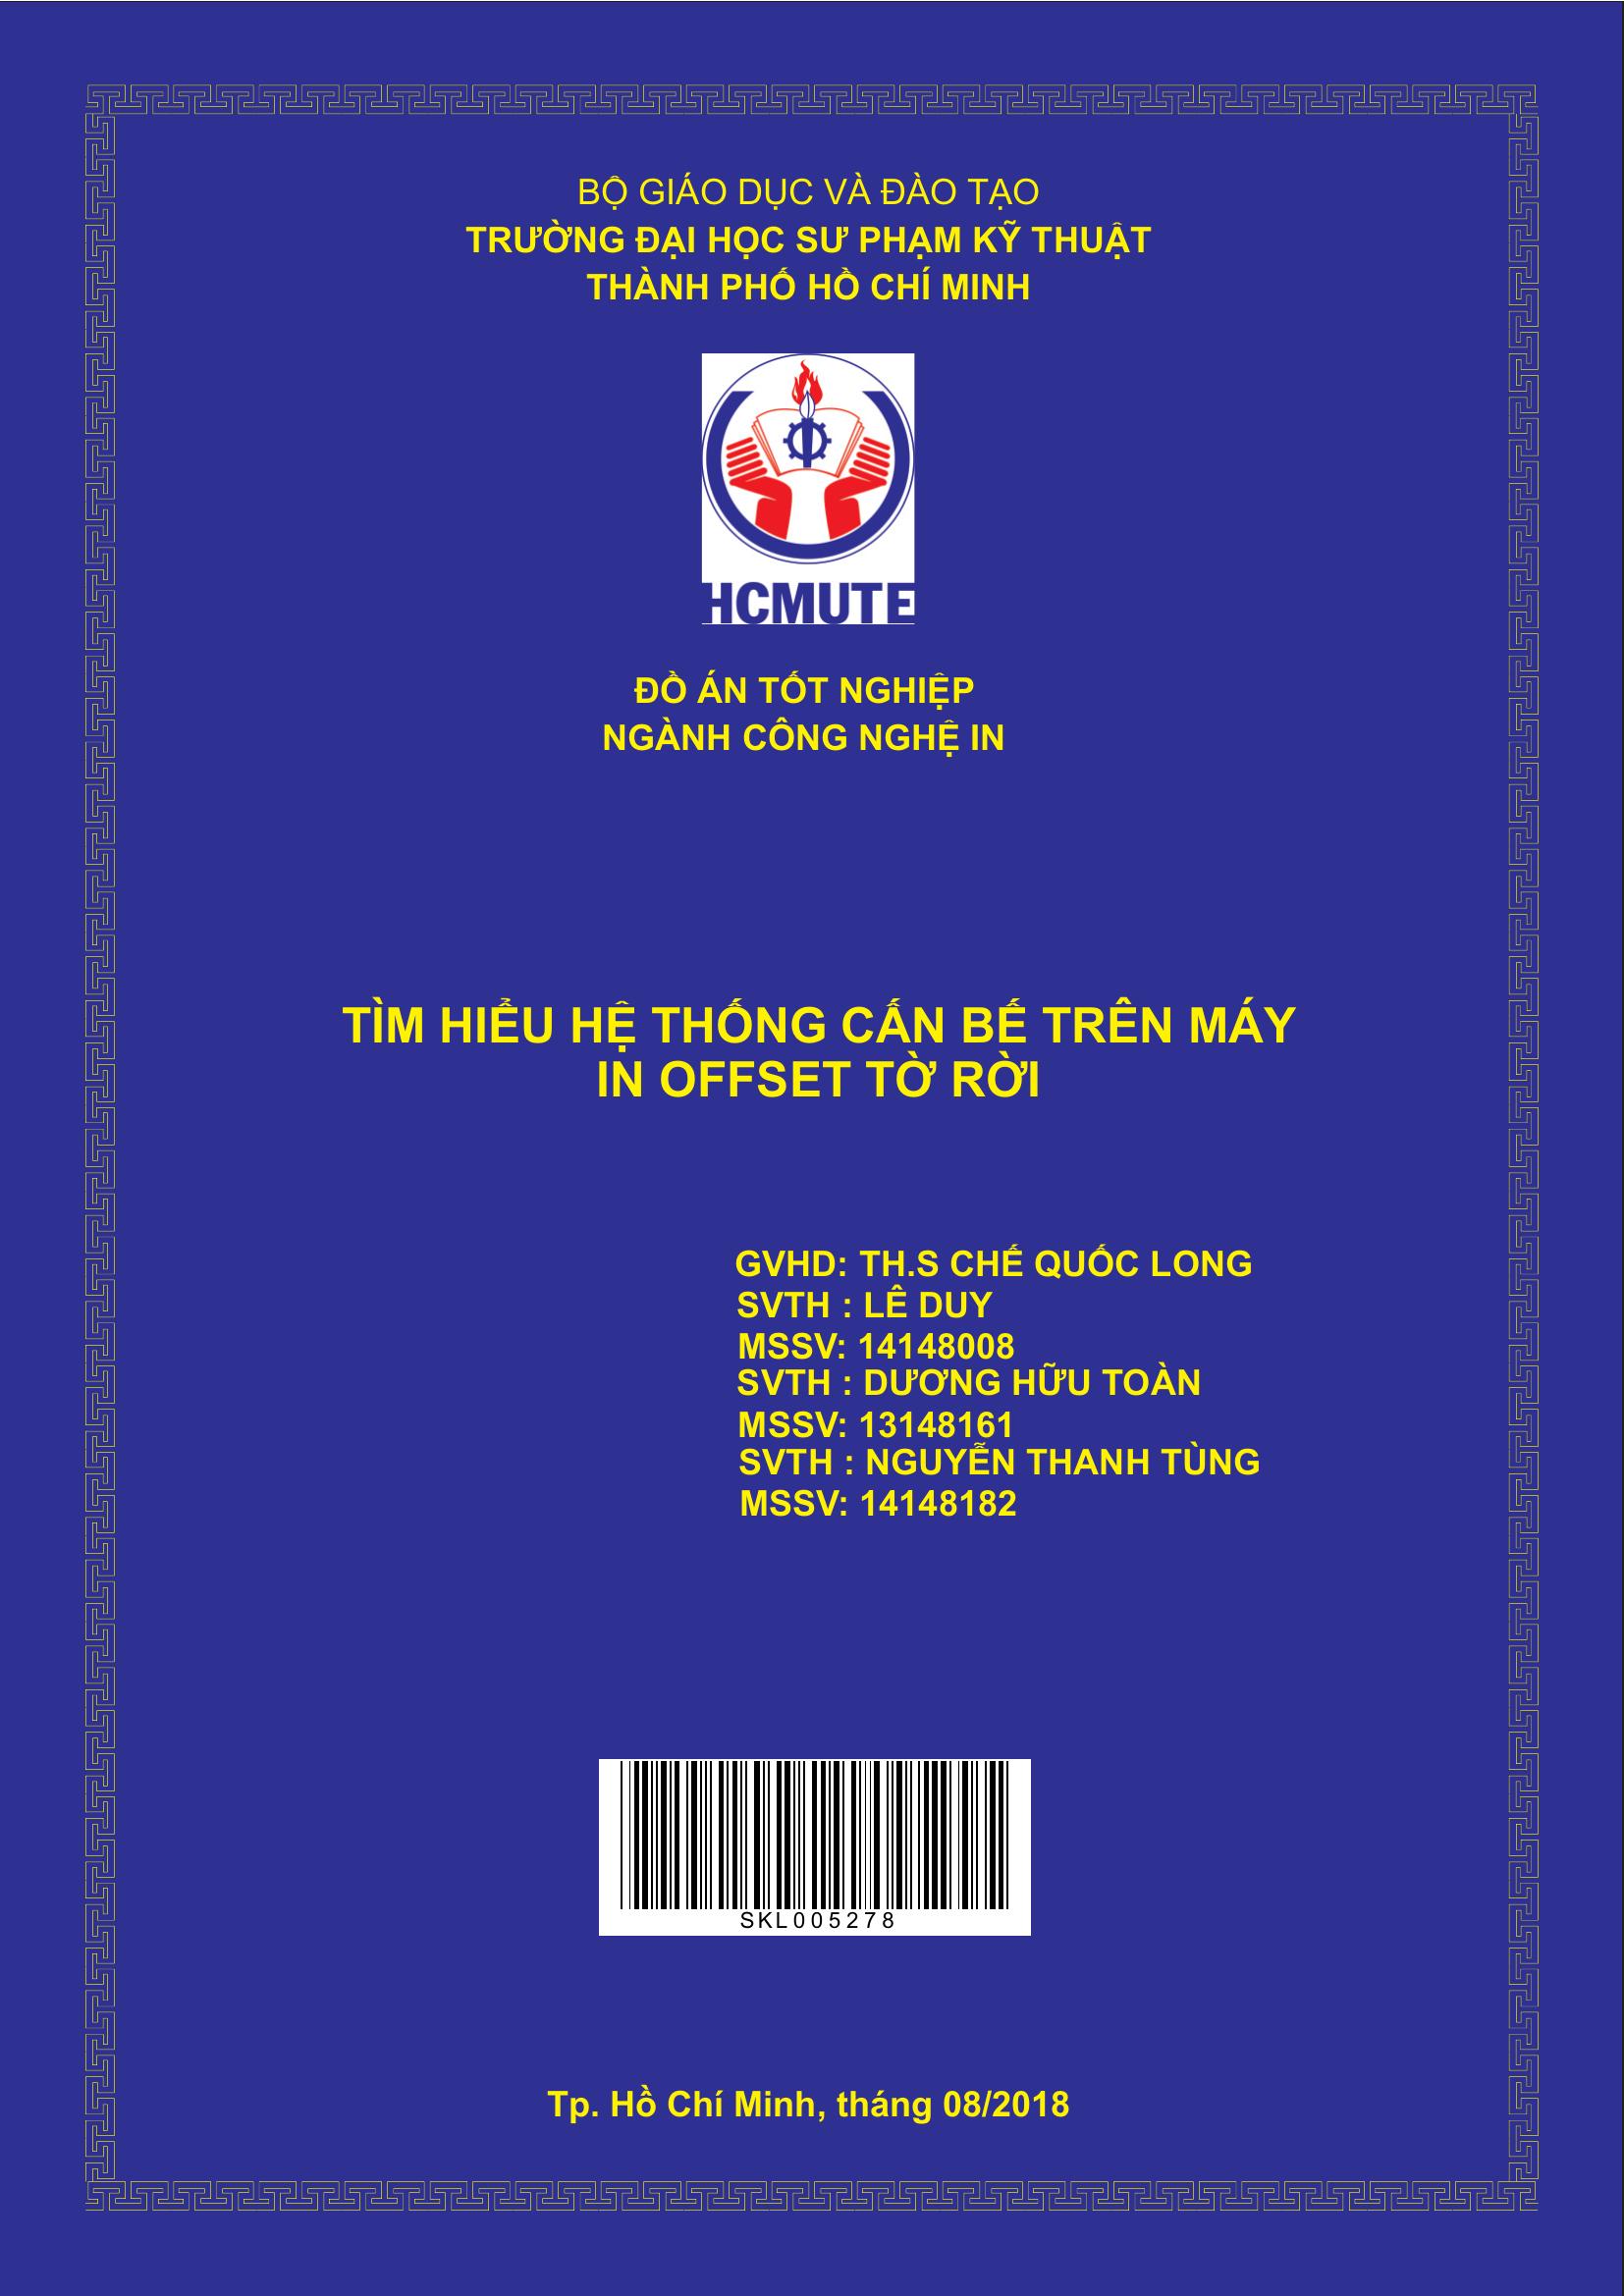 BỘ GIÁO DỤC VÀ ĐÀO TẠO
TRƯỜNG ĐẠI HỌC SƯ PHẠM KỸ THUẬT
THÀNH PHỐ HỒ CHÍ MINH
HCMUTE
ĐỒ ÁN TỐT NGHIỆP
NGÀNH CÔNG NGHỆ IN
TÌM HIỂU HỆ THỐNG CẤN BẾ TRÊN MÁY
IN OFFSET TỜ RỜI
GVHD: TH.S CHẾ QUỐC LONG
SVTH : LÊ DUY
MSSV: 14148008
SVTH : DƯƠNG HỮU TOÀN
MSSV: 13148161
SVTH : NGUYỄN THANH TÙNG
MSSV: 14148182
SKL005278
Tp. Hồ Chí Minh, tháng 08/2018